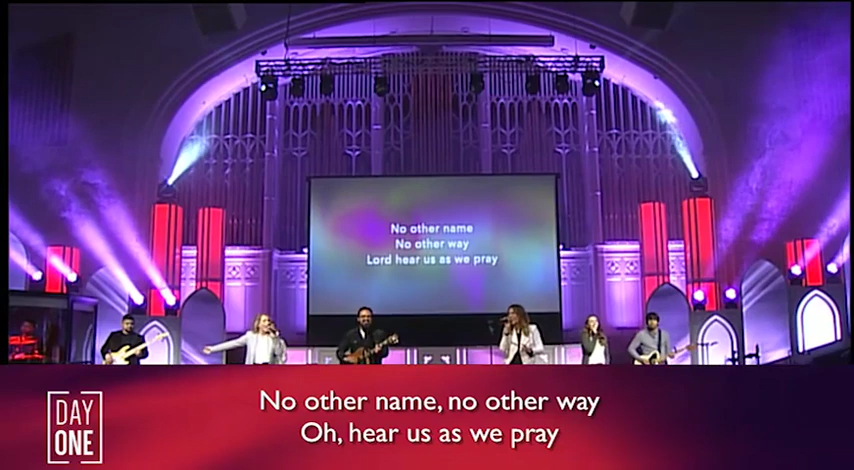 No other name
No other way
Lord hear us as we pray
DAY
ONE
No other name, no other way
Oh, hear us as we pray